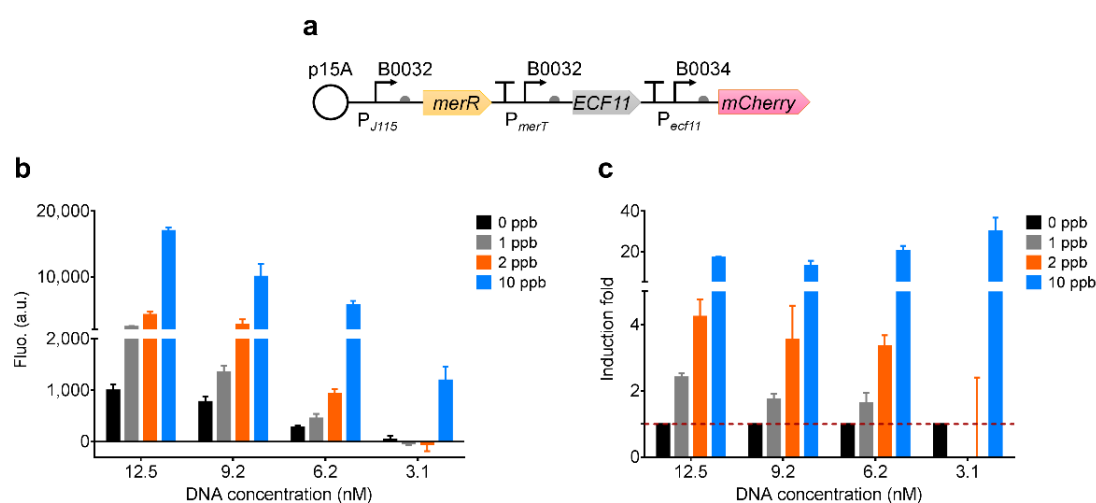 a
p15A
B0032
B0032
B0034
merR
ECF11
mCherry
P J115
P merT
P ecf11
b
20,000
10,000
2,000
1,000
0
Fluo. (a.u.)
12.5
9.2
6.2
3.1
DNA concentration (nM)
0 ppb
1 ppb
2 ppb
10 ppb
c
40
20
4
2
0
Induction fold
12.5
9.2
6.2
3.1
DNA concentration (nM)
0 ppb
1 ppb
2 ppb
10 ppb